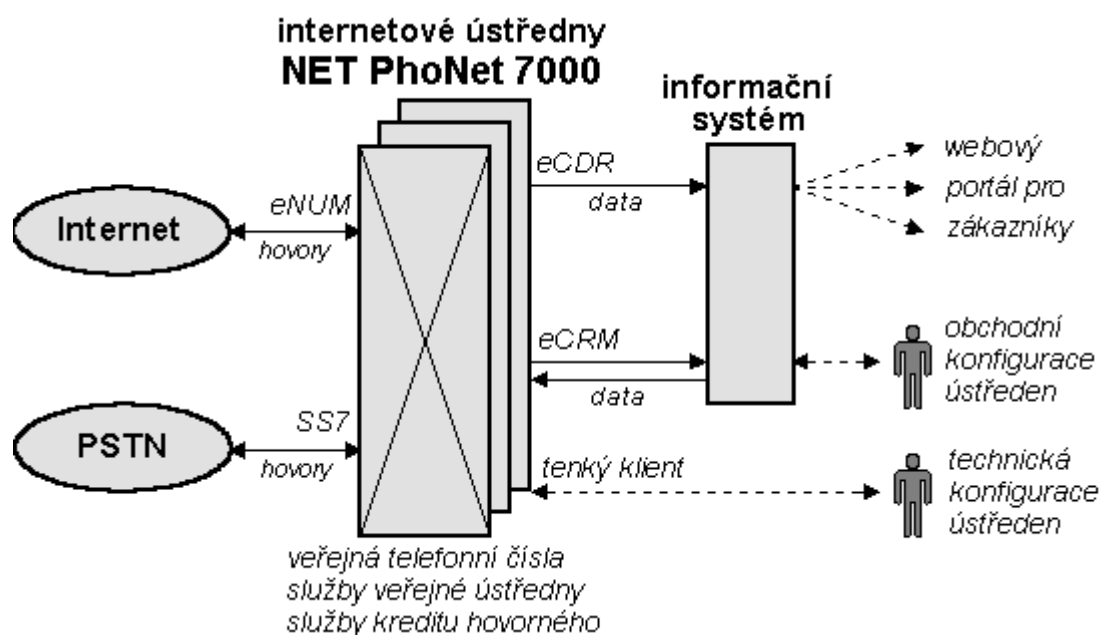 internetové ústředny
NET PhoNet 7000
informační
systém
eCDR
data
webový
portál pro
zákazníky
Internet
eNUM
hovory
eCRM
data
obchodní
konfigurace
ústředen
PSTN
SS7
hovory
tenký klient
technická
konfigurace
ústředen
veřejná telefonní čísla
služby veřejné ústředny
služby kreditu hovorného